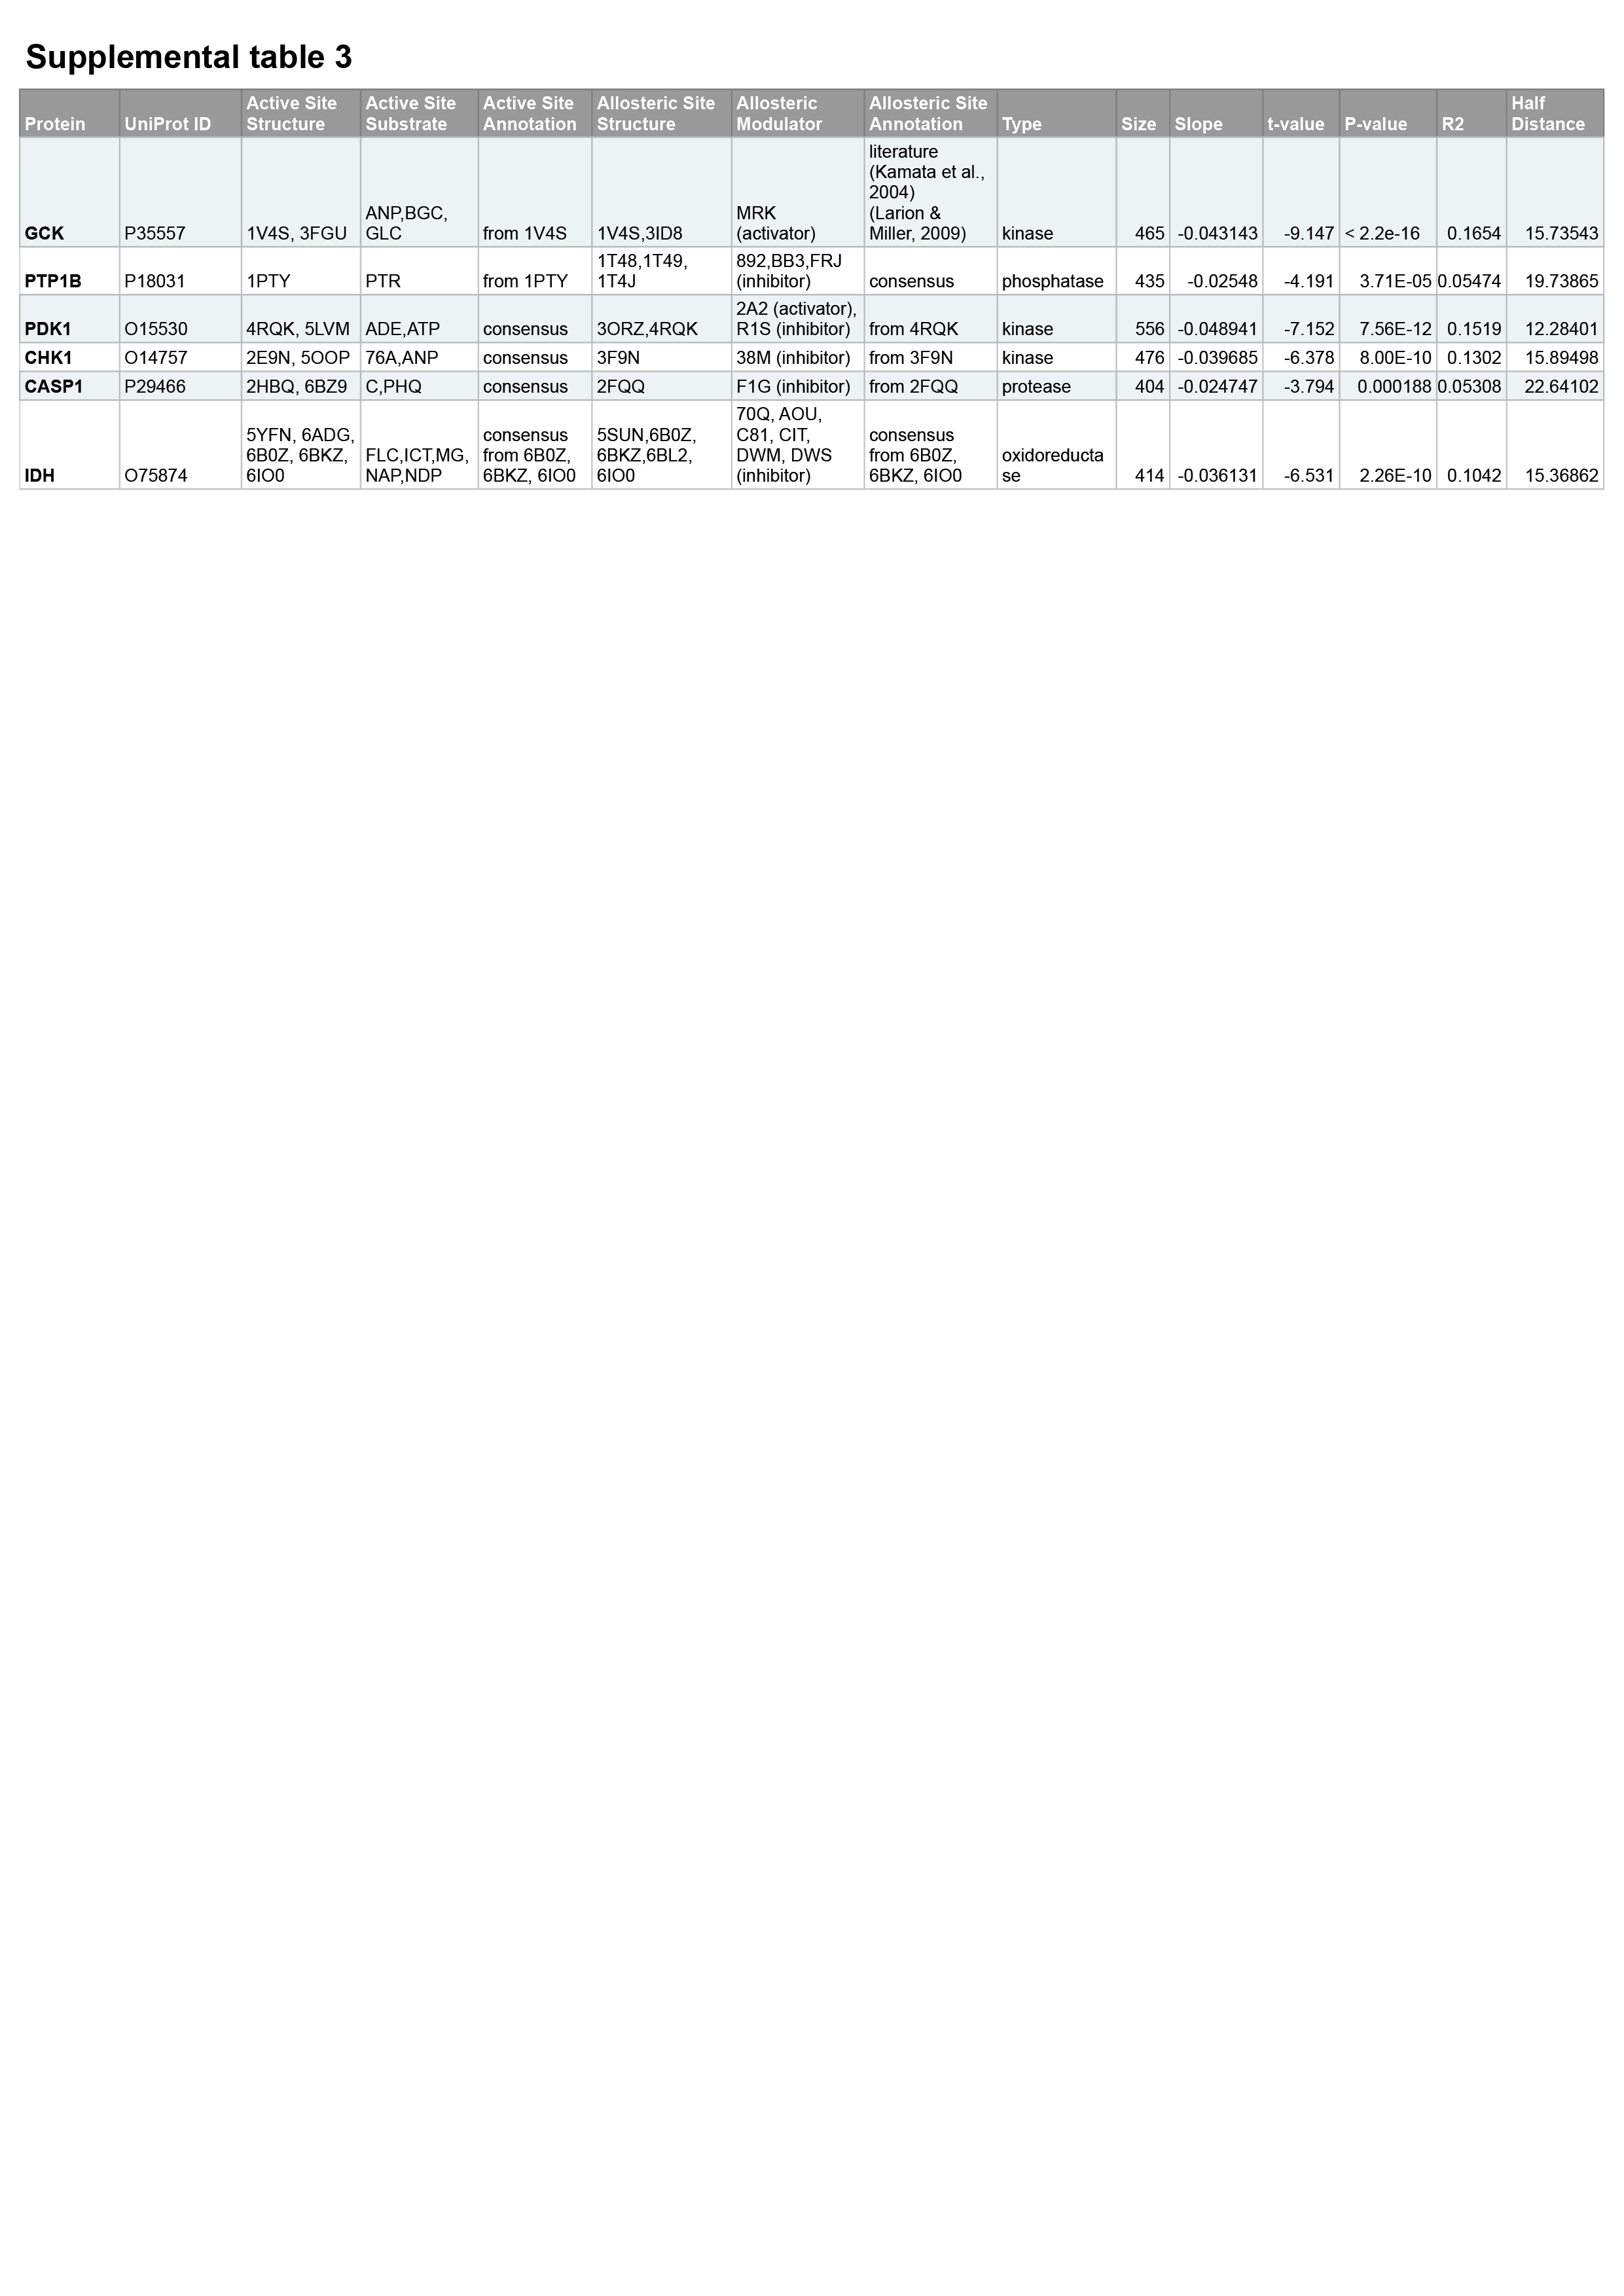 Supplemental table 3
Protein UniProt ID Active Site Structure Active Site Substrate Active Site Annotation Allosteric Site Structure Allosteric Modulator Allosteric Site Annotation Type Size Slope t-value P-value R2 Half Distance
GCK P35557 1V4S, 3FGU ANP,BGC, GLC from 1V4S 1V4S,3ID8 MRK (activator) literature (Kamata et al., 2004) (Larion & Miller, 2009) kinase 465 -0.043143 -9.147 < 2.2e-16 0.1654 15.73543
PTP1B P18031 1PTY PTR from 1PTY 1T48,1T49, 1T4J 892,BB3,FRJ (inhibitor) consensus phosphatase 435 -0.02548 -4.191 3.71E-05 0.05474 19.73865
PDK1 O15530 4RQK, 5LVM ADE,ATP consensus 3ORZ,4RQK 2A2 (activator), R1S (inhibitor) from 4RQK kinase 556 -0.048941 -7.152 7.56E-12 0.1519 12.28401
CHK1 O14757 2E9N, 5OOP 76A,ANP consensus 3F9N 38M (inhibitor) from 3F9N kinase 476 -0.039685 -6.378 8.00E-10 0.1302 15.89498
CASP1 P29466 2HBQ, 6BZ9 C,PHQ consensus 2FQQ F1G (inhibitor) from 2FQQ protease 404 -0.024747 -3.794 0.000188 0.05308 22.64102
IDH O75874 5YFN, 6ADG, 6B0Z, 6BKZ, 6IO0 FLC,ICT,MG, NAP,NDP consensus from 6B0Z, 6BKZ, 6IO0 5SUN,6B0Z, 6BKZ,6BL2, 6IO0 70Q, AOU, C81, CIT, DWM, DWS (inhibitor) consensus from 6B0Z, 6BKZ, 6IO0 oxidoreducta se 414 -0.036131 -6.531 2.26E-10 0.1042 15.36862